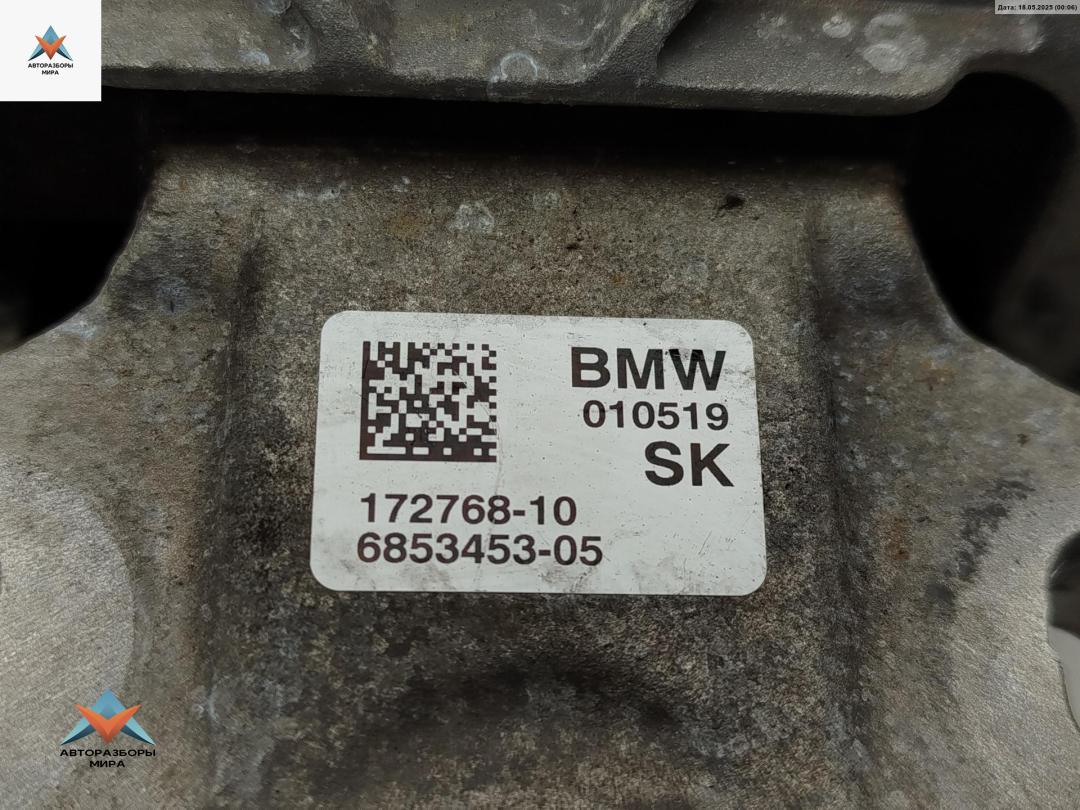 Дата: 18.05.2025 (00:06)
АВТОРАЗБОРЫ
МИРА
BMW
010519
SK
172768-10
6853453-05
АВТОРАЗБОРЫ
МИРА